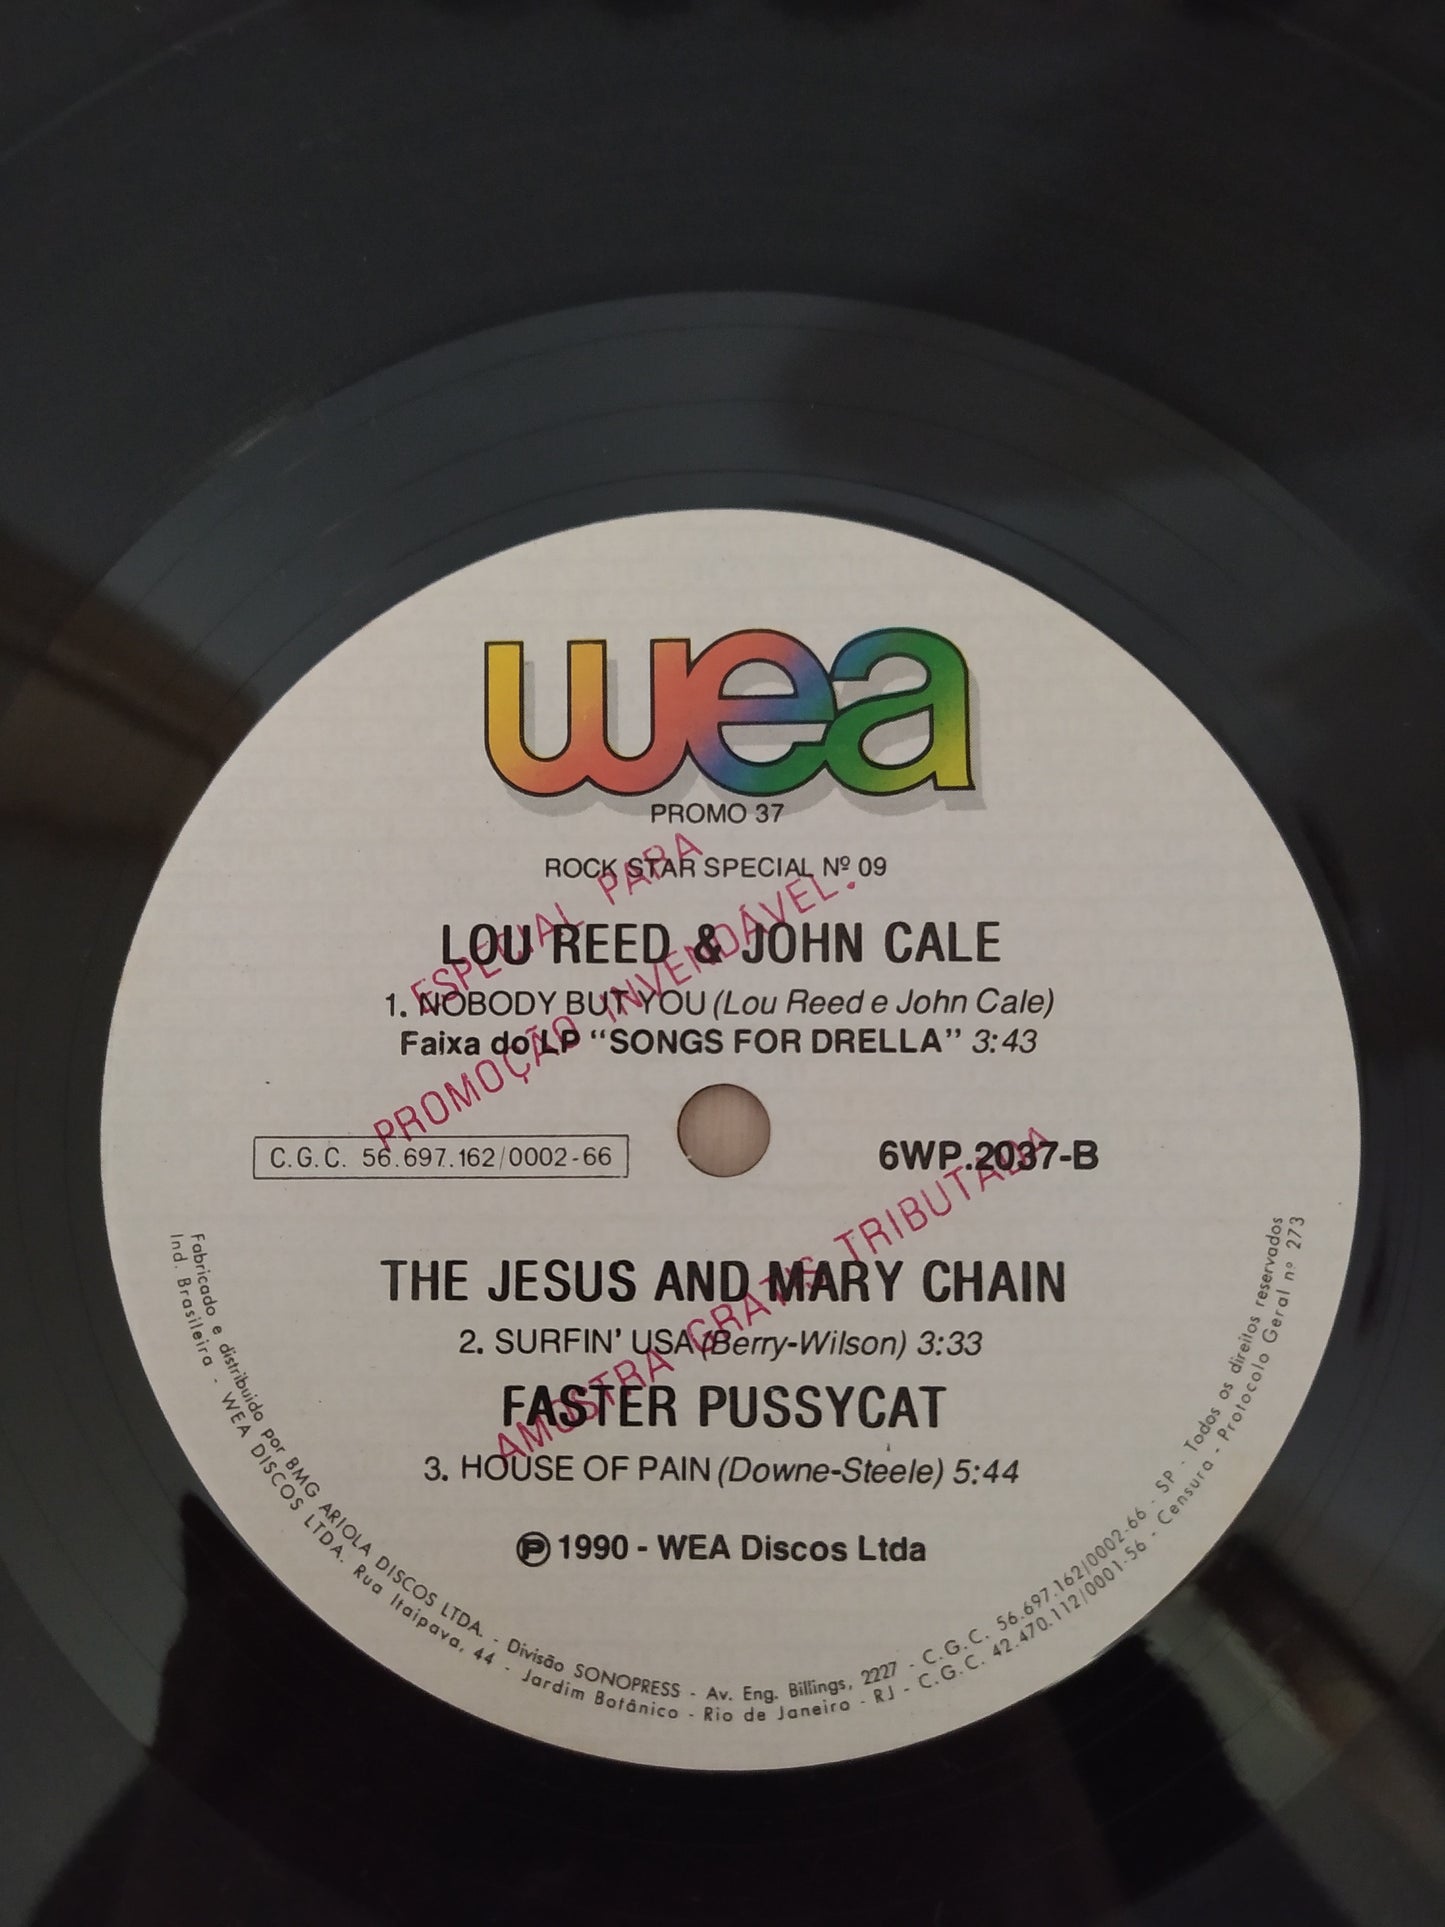 wea
PROMO 37
ROCK STAR SPECIAL Nº 09
ESPECIAL PARA
PROMOÇÃO INVENDÁVEL.
LOU REED & JOHN CALE
1. NOBODY BUT YOU (Lou Reed e John Cale)
Faixa do LP “SONGS FOR DRELLA” 3:43
C.G.C. 56.697.162/0002-66
6WP.2037-B
AMOSTRA GRATIS TRIBUTADA
THE JESUS AND MARY CHAIN
2. SURFIN’ USA (Berry-Wilson) 3:33
FASTER PUSSYCAT
3. HOUSE OF PAIN (Downe-Steele) 5:44
Ⓟ 1990 - WEA Discos Ltda
Fabricado e distribuido por BMG ARIOLA DISCOS LTDA. - Divisão SONOPRESS - Av. Eng. Billings, 2227 - C.G.C. 56.697.162/0002-66 - SP - Todos os direitos reservados
Ind. Brasileira - WEA DISCOS LTDA. Rua Itaipava, 44 - Jardim Botânico - Rio de Janeiro - RJ - C.G.C. 42.470.112/0001-56 - Censura - Protocolo Geral nº 273